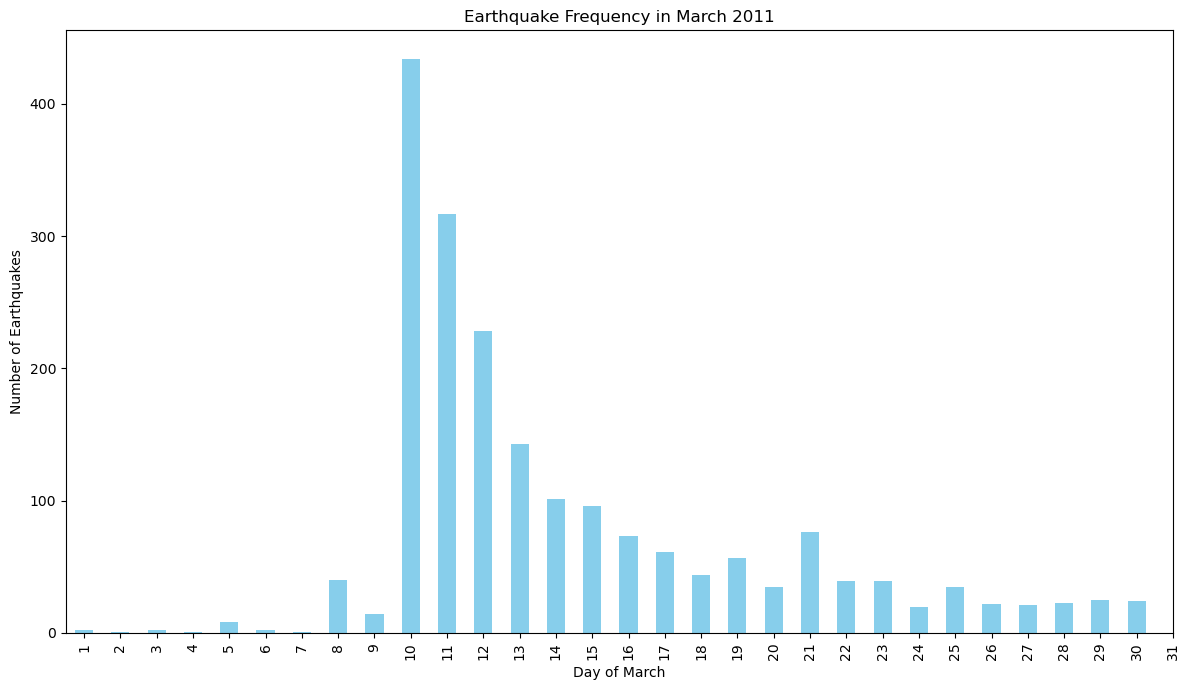 Earthquake Frequency in March 2011
Number of Earthquakes
400
300
200
100
0
1 2 3 4 5 6 7 8 9 10 11 12 13 14 15 16 17 18 19 20 21 22 23 24 25 26 27 28 29 30 31
Day of March